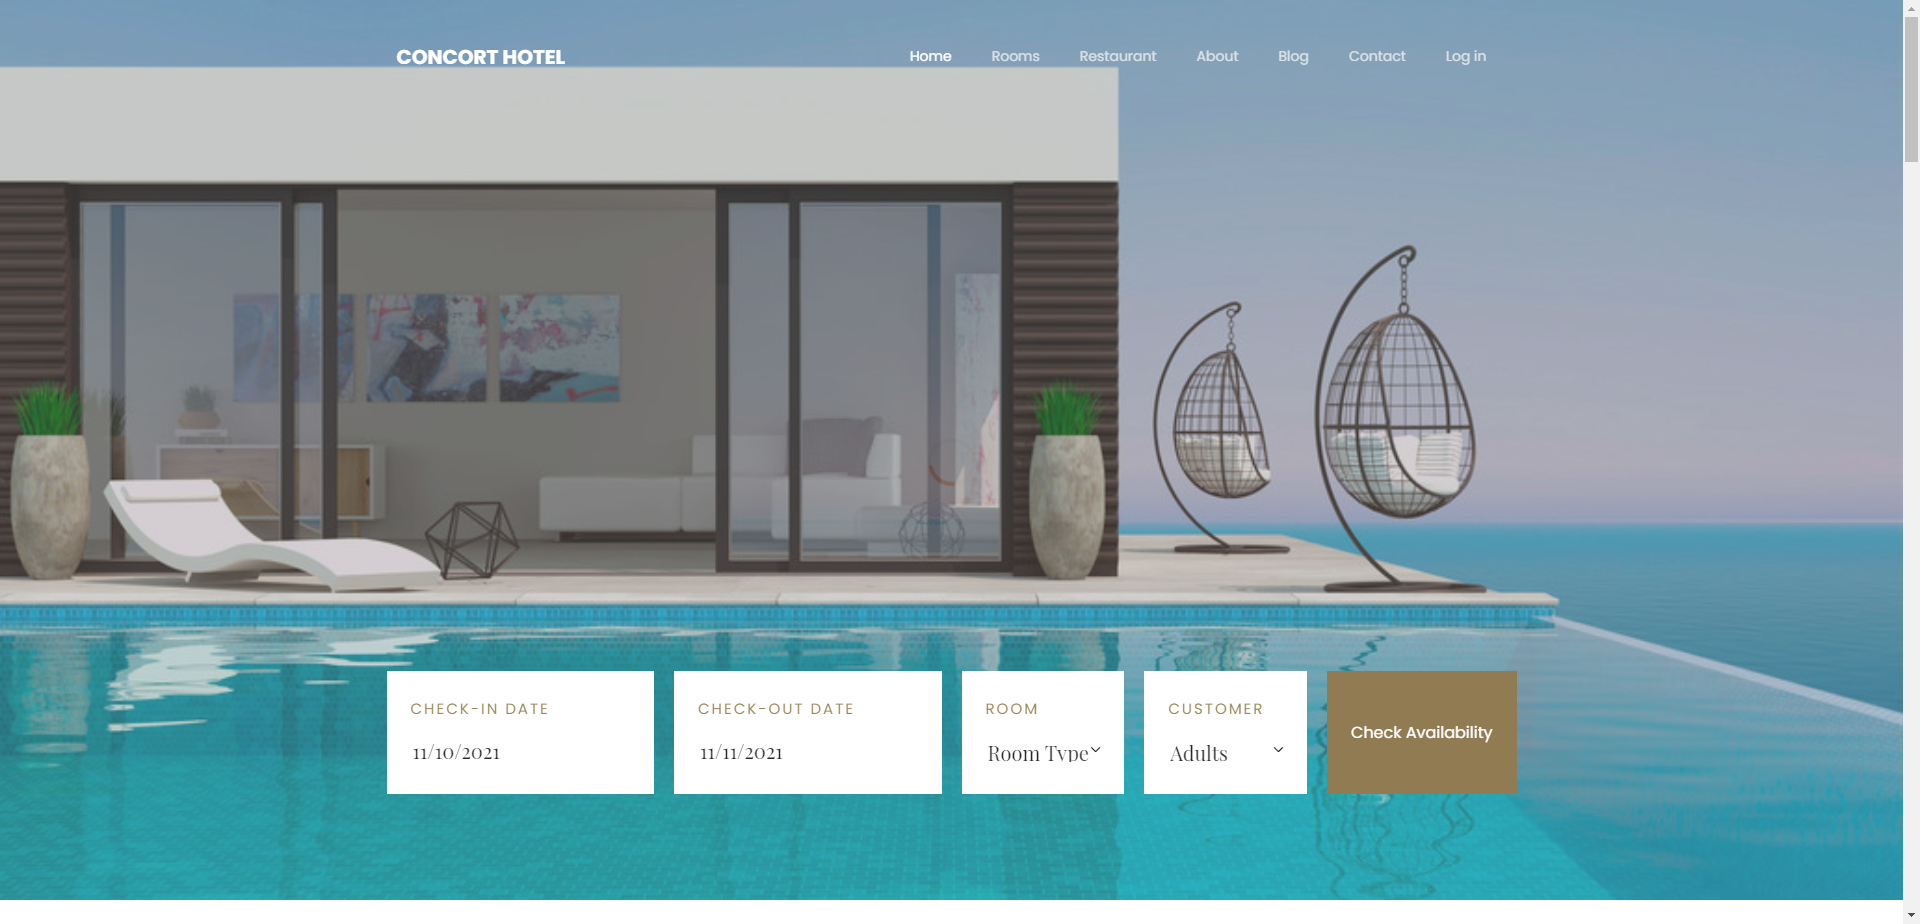 CONCORT HOTEL
Home Rooms Restaurant About Blog Contact Log in
CHECK-IN DATE
11/10/2021
CHECK-OUT DATE
11/11/2021
ROOM
Room Type
CUSTOMER
Adults
Check Availability